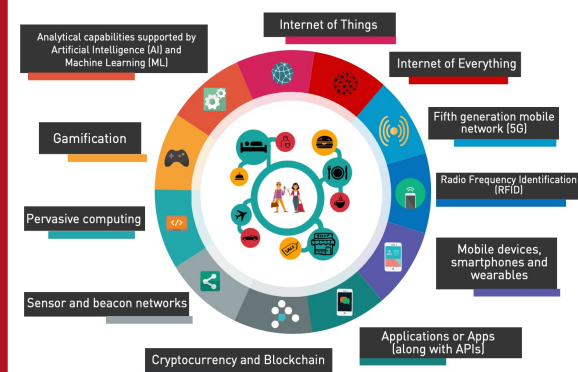 Internet of Things
Analytical capabilities supported by
Artificial Intelligence (AI) and
Machine Learning (ML)
Internet of Everything
Fifth generation mobile
network (5G)
Gamification
Radio Frequency Identification
(RFID)
Pervasive computing
Mobile devices,
smartphones and
wearables
Sensor and beacon networks
Applications or Apps
(along with APIs)
Cryptocurrency and Blockchain